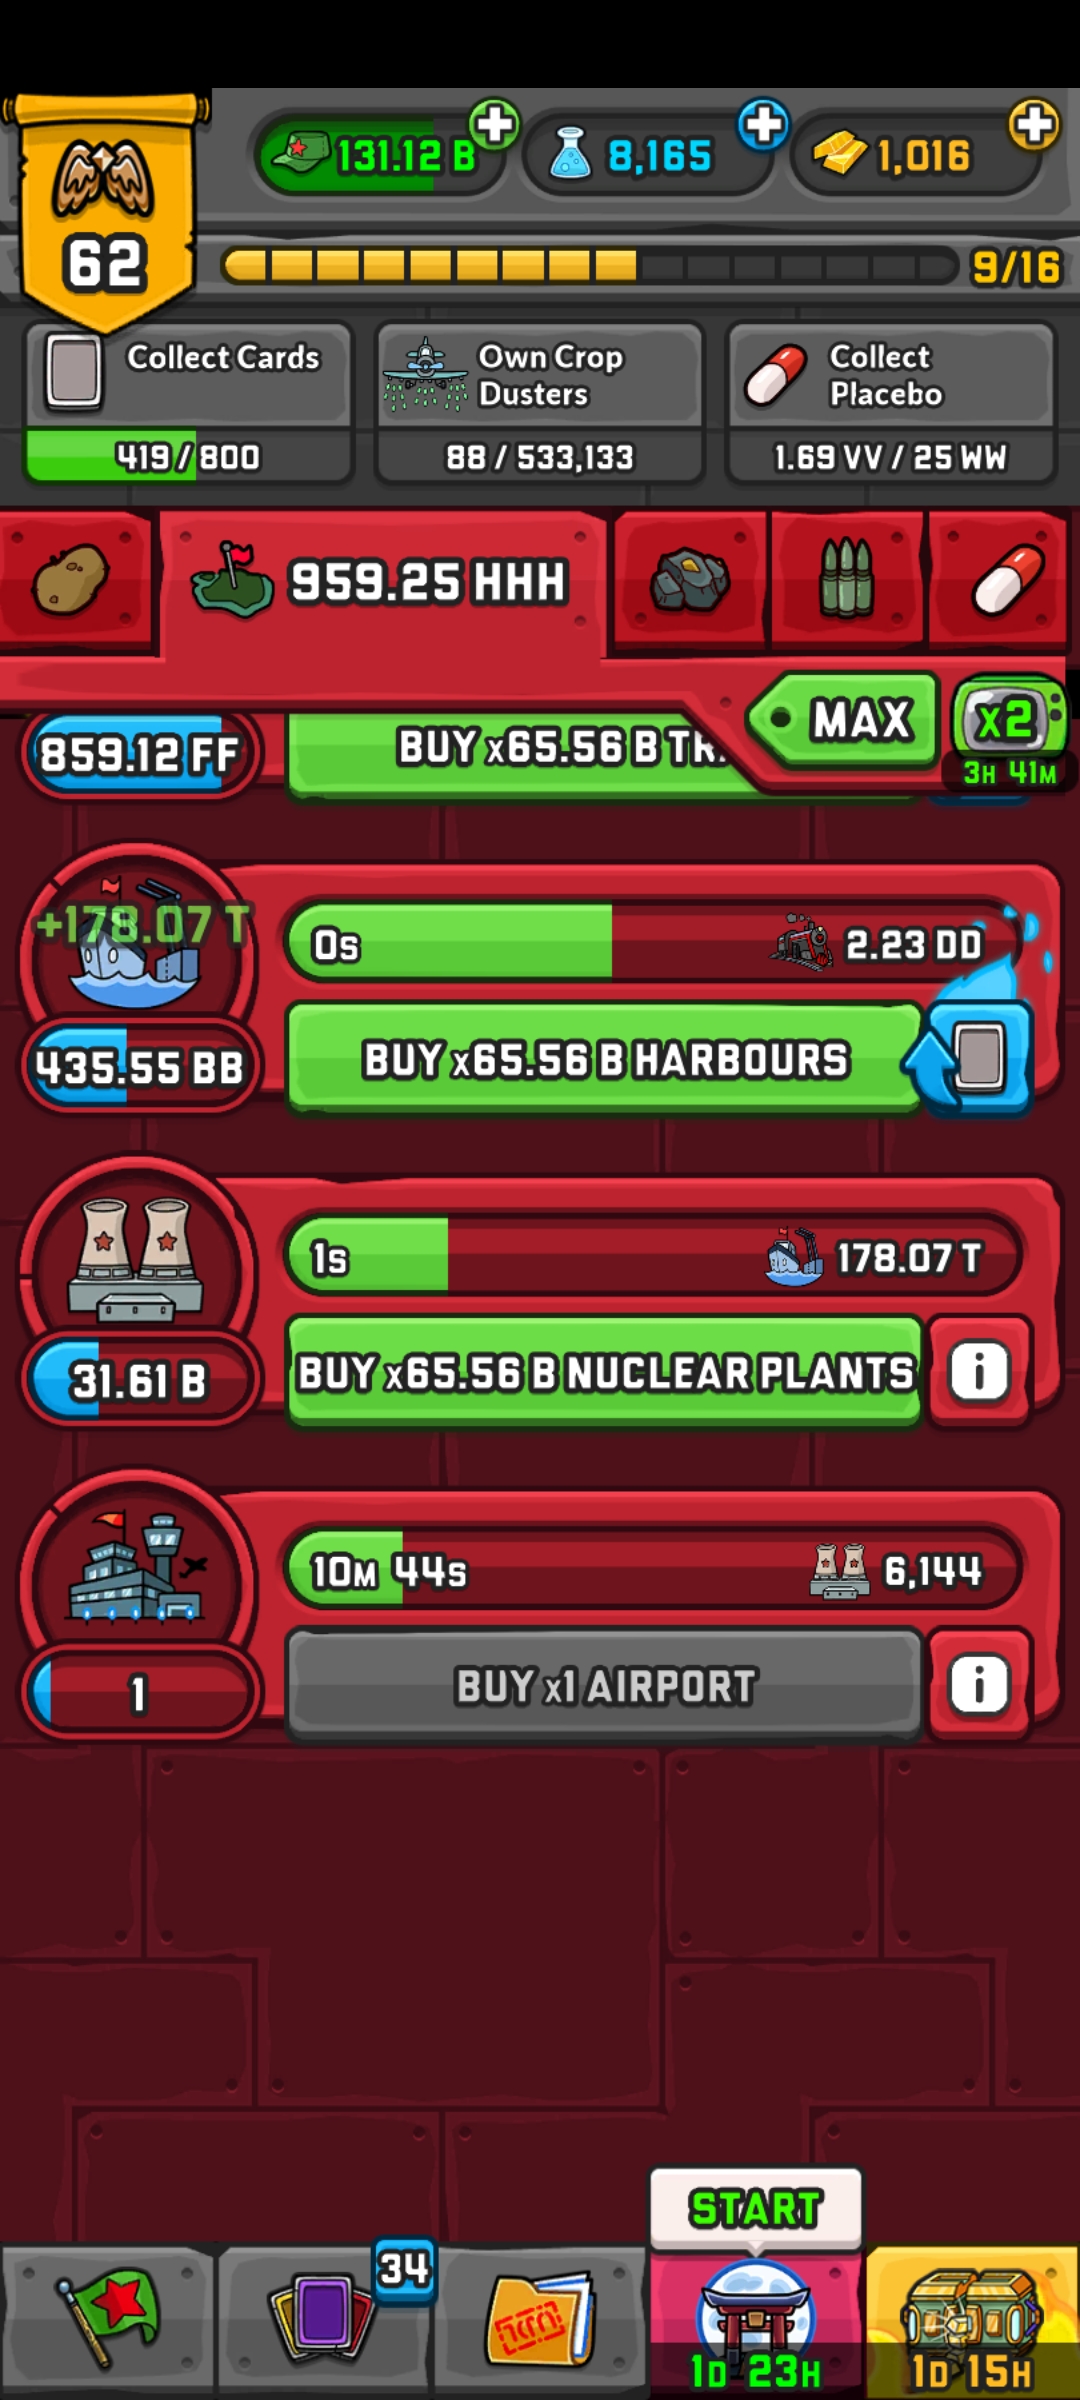 131.12 B
8,165
1,016
62
9/16
Collect Cards
419 / 800
Own Crop
Dusters
88 / 533,133
Collect
Placebo
1.69 VV / 25 WW
959.25 HHH
MAX
x2
3H 41M
859.12 FF
BUY x65.56 B
+178.07 T
0s
2.23 DD
435.55 BB
BUY x65.56 B HARBOURS
1s
178.07 T
31.61 B
BUY x65.56 B NUCLEAR PLANTS
i
10M 44s
6,144
1
BUY x1 AIRPORT
i
START
34
1D 23H
1D 15H